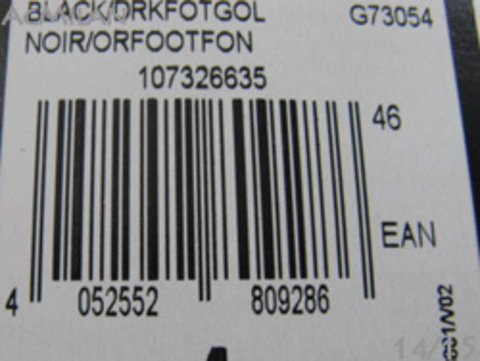 BLACK/DRKFOTGOL G73054
NOIR/ORFOOTFON
107326635
46
EAN
4 052552 809286